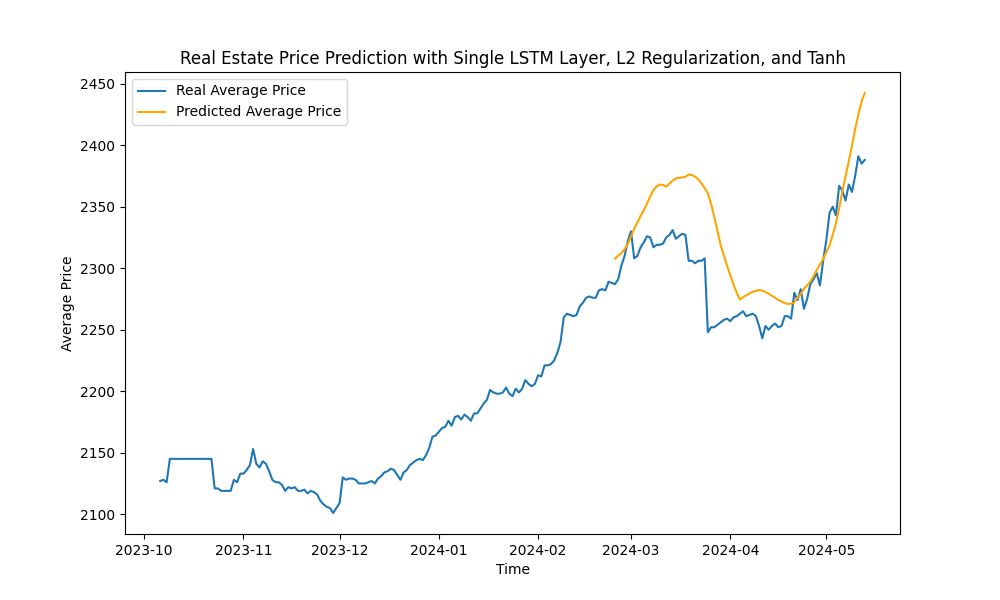 Real Estate Price Prediction with Single LSTM Layer, L2 Regularization, and Tanh
Real Average Price
Predicted Average Price
2450
2400
2350
2300
2250
2200
2150
2100
Average Price
2023-10 2023-11 2023-12 2024-01 2024-02 2024-03 2024-04 2024-05
Time